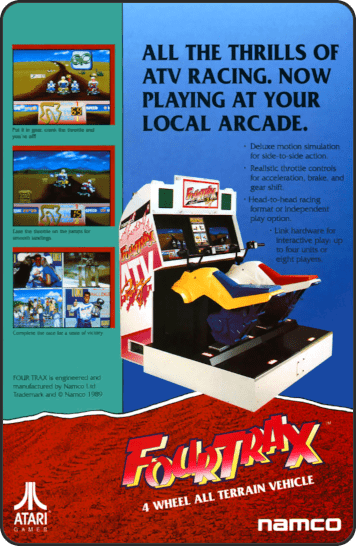 ALL THE THRILLS OF
ATV RACING. NOW
PLAYING AT YOUR
LOCAL ARCADE.
· Deluxe motion simulation
for side-to-side action.
· Realistic throttle controls
for acceleration, brake, and
gear shift.
· Head-to-head racing
format or independent
play option.
· Link hardware for
interactive play up
to four units or
eight players.
Put it in gear, crank the throttle and
you're off!
Lean the throttle on the turns for
smooth landings.
Complete the race for a taste of victory.
FOUR TRAX is engineered and
manufactured by Namco Ltd.
Trademark and © Namco 1989
FOURTRAX
ATV
FOURTRAX™
4 WHEEL ALL TERRAIN VEHICLE
ATARI
GAMES
namco